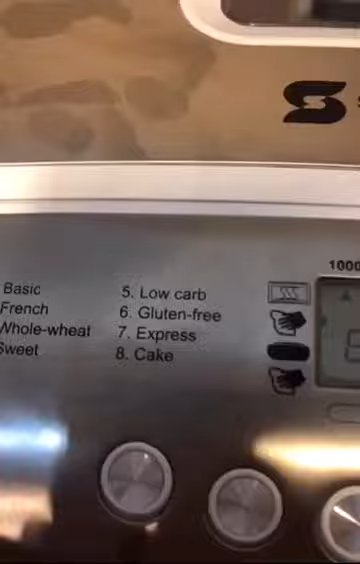 1000
Basic
French
Whole-wheat
Sweet
5. Low carb
6. Gluten-free
7. Express
8. Cake